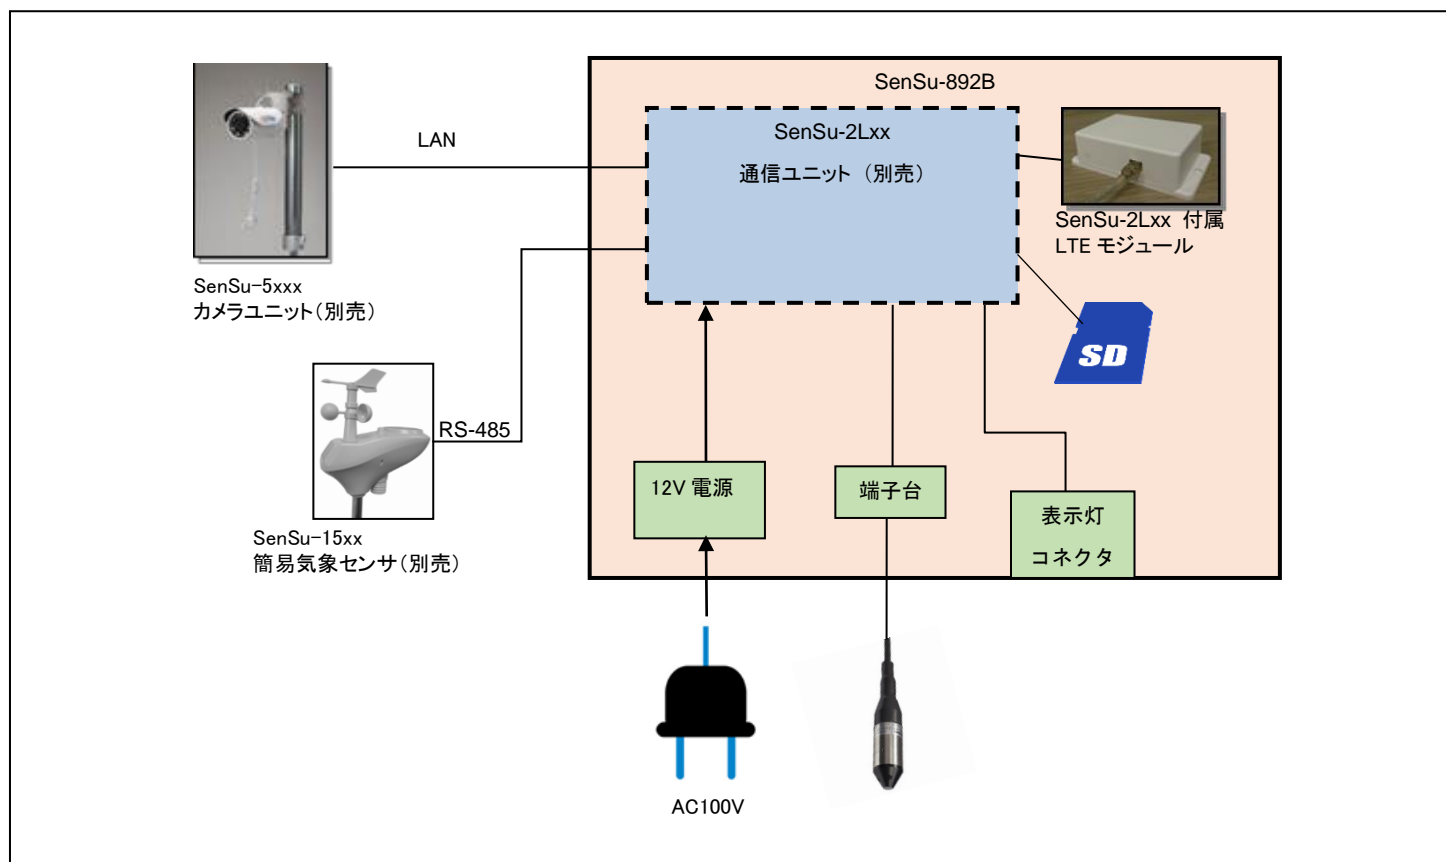 SenSu-892B
SenSu-2Lxx
通信ユニット （別売）
LAN
SenSu-2Lxx 付属
LTE モジュール
SenSu-5xxx
カメラユニット（別売）
SD
RS-485
SenSu-15xx
簡易気象センサ（別売）
12V 電源
端子台
表示灯
コネクタ
AC100V